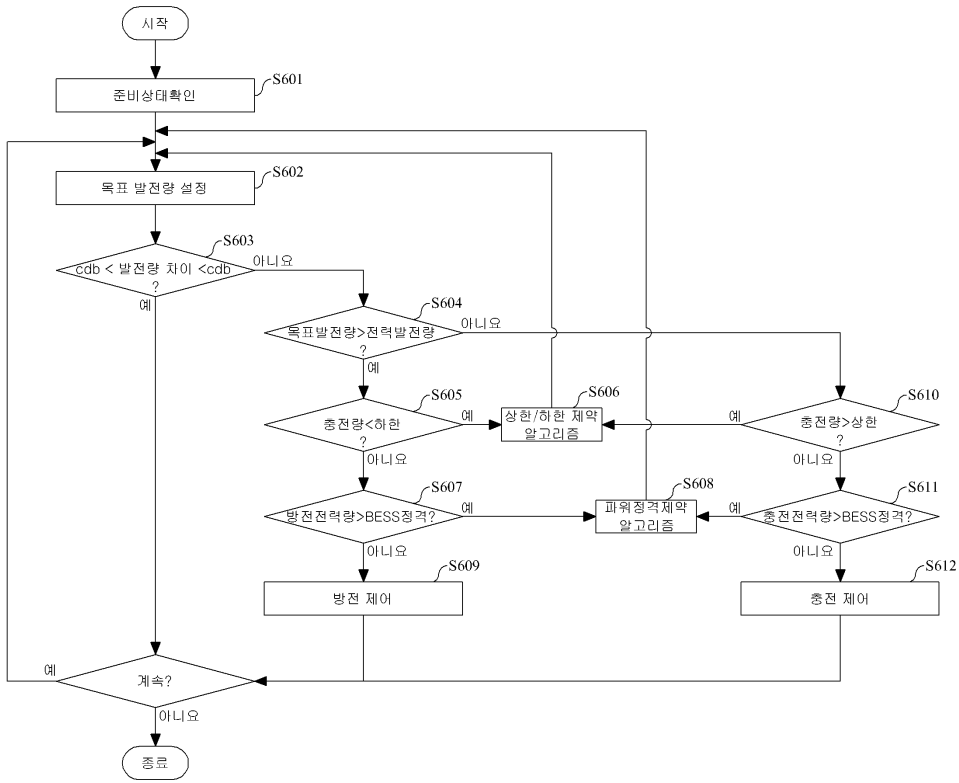 시작
S601
준비상태확인
S602
목표 발전량 설정
S603
cdb < 발전량 차이 <cdb
?
아니요
예
S604
목표발전량>전력발전량
?
아니요
예
S605
충전량<하한
?
예
아니요
S606
상한/하한 제약
알고리즘
S610
충전량>상한
?
예
아니요
S607
방전전력량>BESS정격?
예
아니요
S608
파워정격제약
알고리즘
S611
충전전력량>BESS정격?
예
아니요
S609
방전 제어
S612
충전 제어
계속?
예
아니요
종료